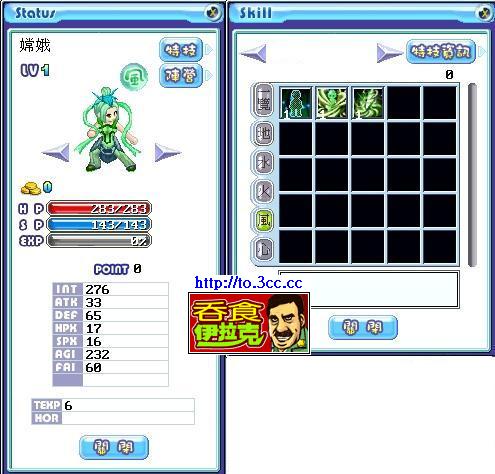 Status
嫦娥
特技
LV 1
風
陣營
0
HP 283/283
SP 143/143
EXP 0%
POINT 0
INT 276
ATK 33
DEF 65
HPX 17
SPX 16
AGI 232
FAI 60
TEXP 6
HOR
關閉
Skill
特技資訊
0
一覽
地
水
火
風
心
http://to.3cc.cc
吞食
伊拉克
關閉